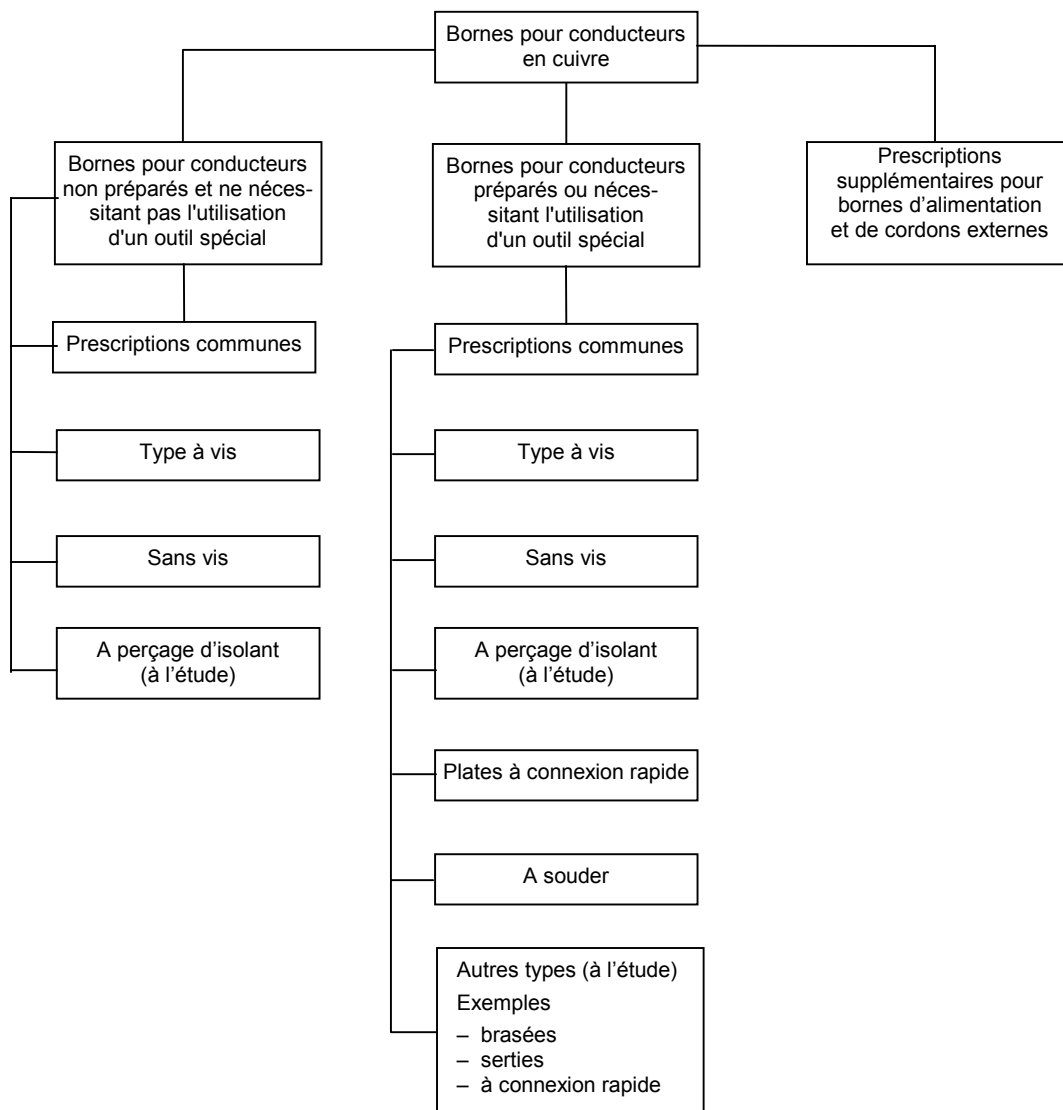 Bornes pour conducteurs
en cuivre
Bornes pour conducteurs
non préparés et ne néces-
sitant pas l'utilisation
d'un outil spécial
Prescriptions communes
Type à vis
Sans vis
A perçage d’isolant
(à l’étude)
Bornes pour conducteurs
préparés ou néces-
sitant l'utilisation
d'un outil spécial
Prescriptions communes
Type à vis
Sans vis
A perçage d’isolant
(à l’étude)
Plates à connexion rapide
A souder
Autres types (à l’étude)
Exemples
– brasées
– serties
– à connexion rapide
Prescriptions
supplémentaires pour
bornes d’alimentation
et de cordons externes